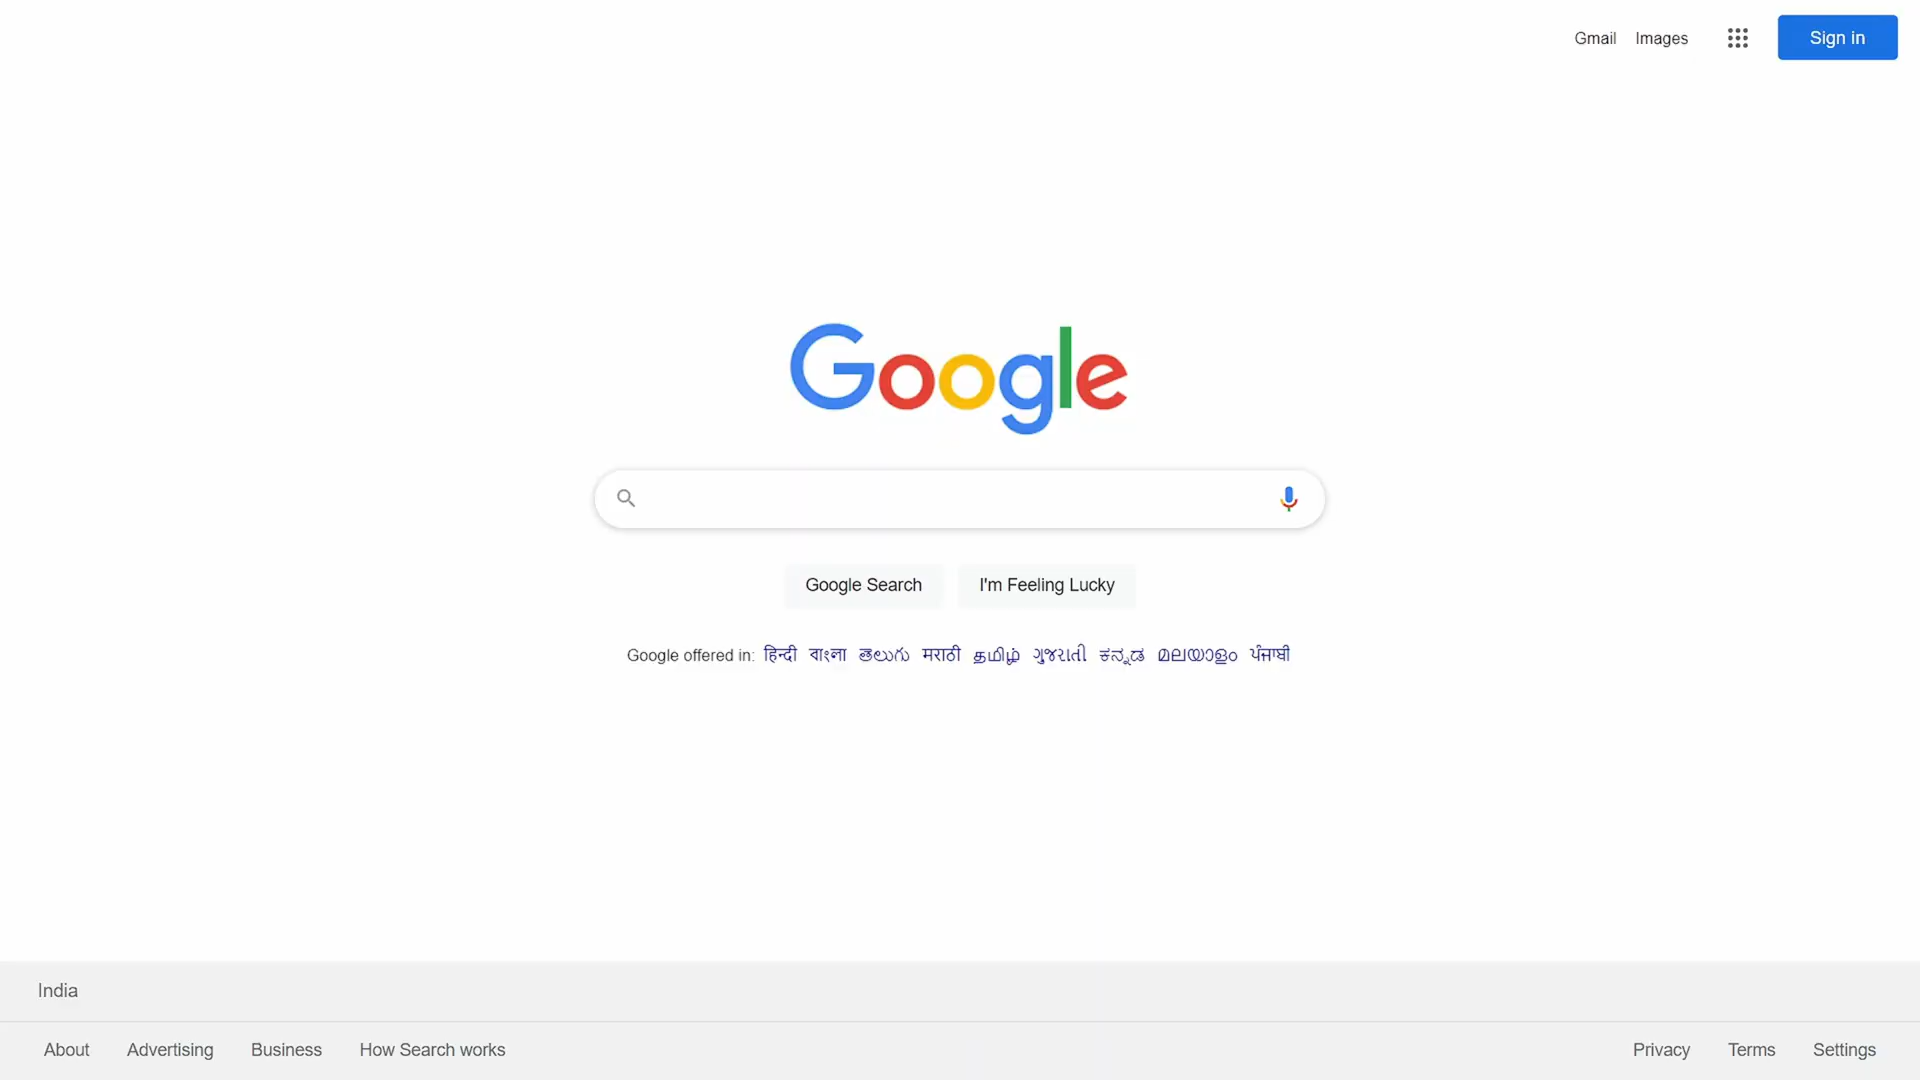 Gmail Images Sign in
Google
Google Search I'm Feeling Lucky
Google offered in: हिन्दी বাংলা తెలుగు मराठी தமிழ் ગુજરાતી ಕನ್ನಡ മലയാളം ਪੰਜਾਬੀ
India
About Advertising Business How Search works Privacy Terms Settings